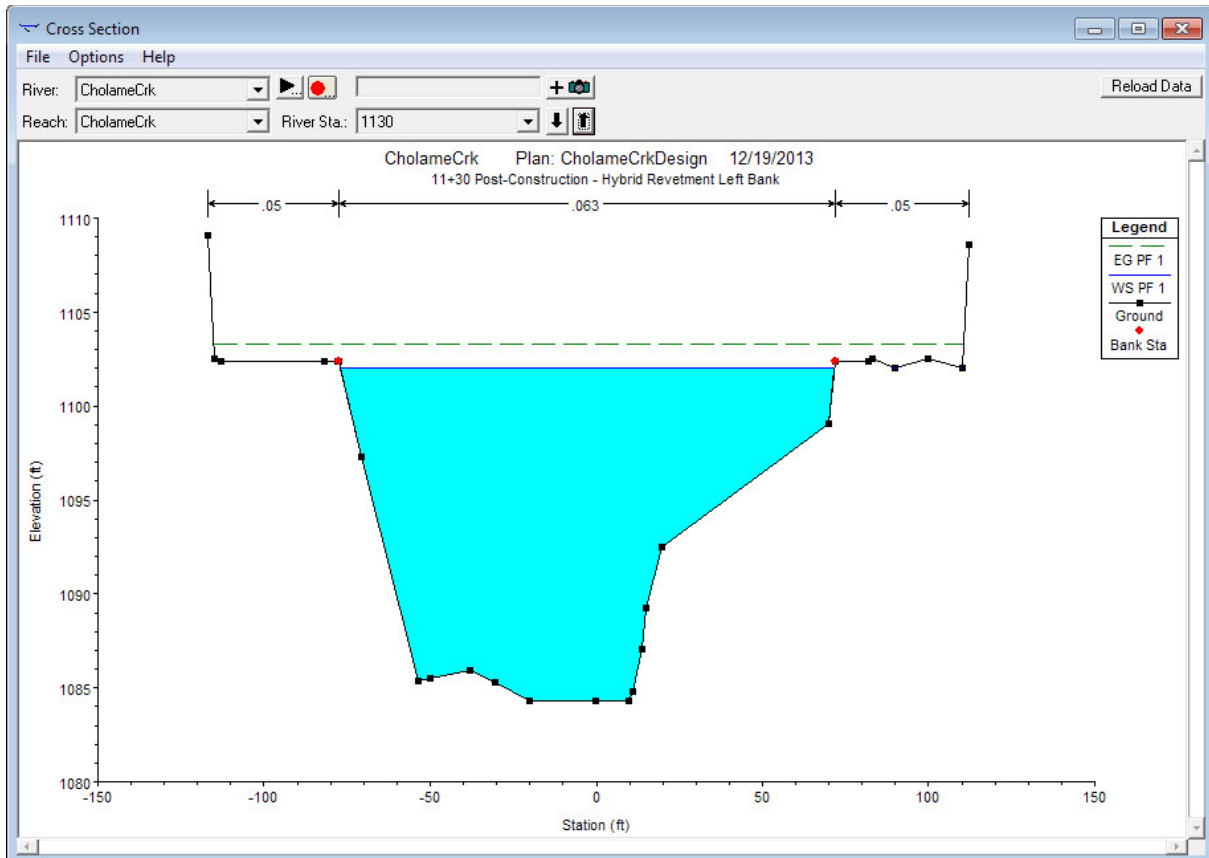 Cross Section
File Options Help
River: CholameCrk
Reload Data
Reach: CholameCrk River Sta.: 1130
CholameCrk Plan: CholameCrkDesign 12/19/2013
11+30 Post-Construction - Hybrid Revetment Left Bank
.05 .063 .05
1110
1105
1100
1095
1090
1085
1080
Elevation (ft)
-150 -100 -50 0 50 100 150
Station (ft)
Legend
EG PF 1
WS PF 1
Ground
Bank Sta